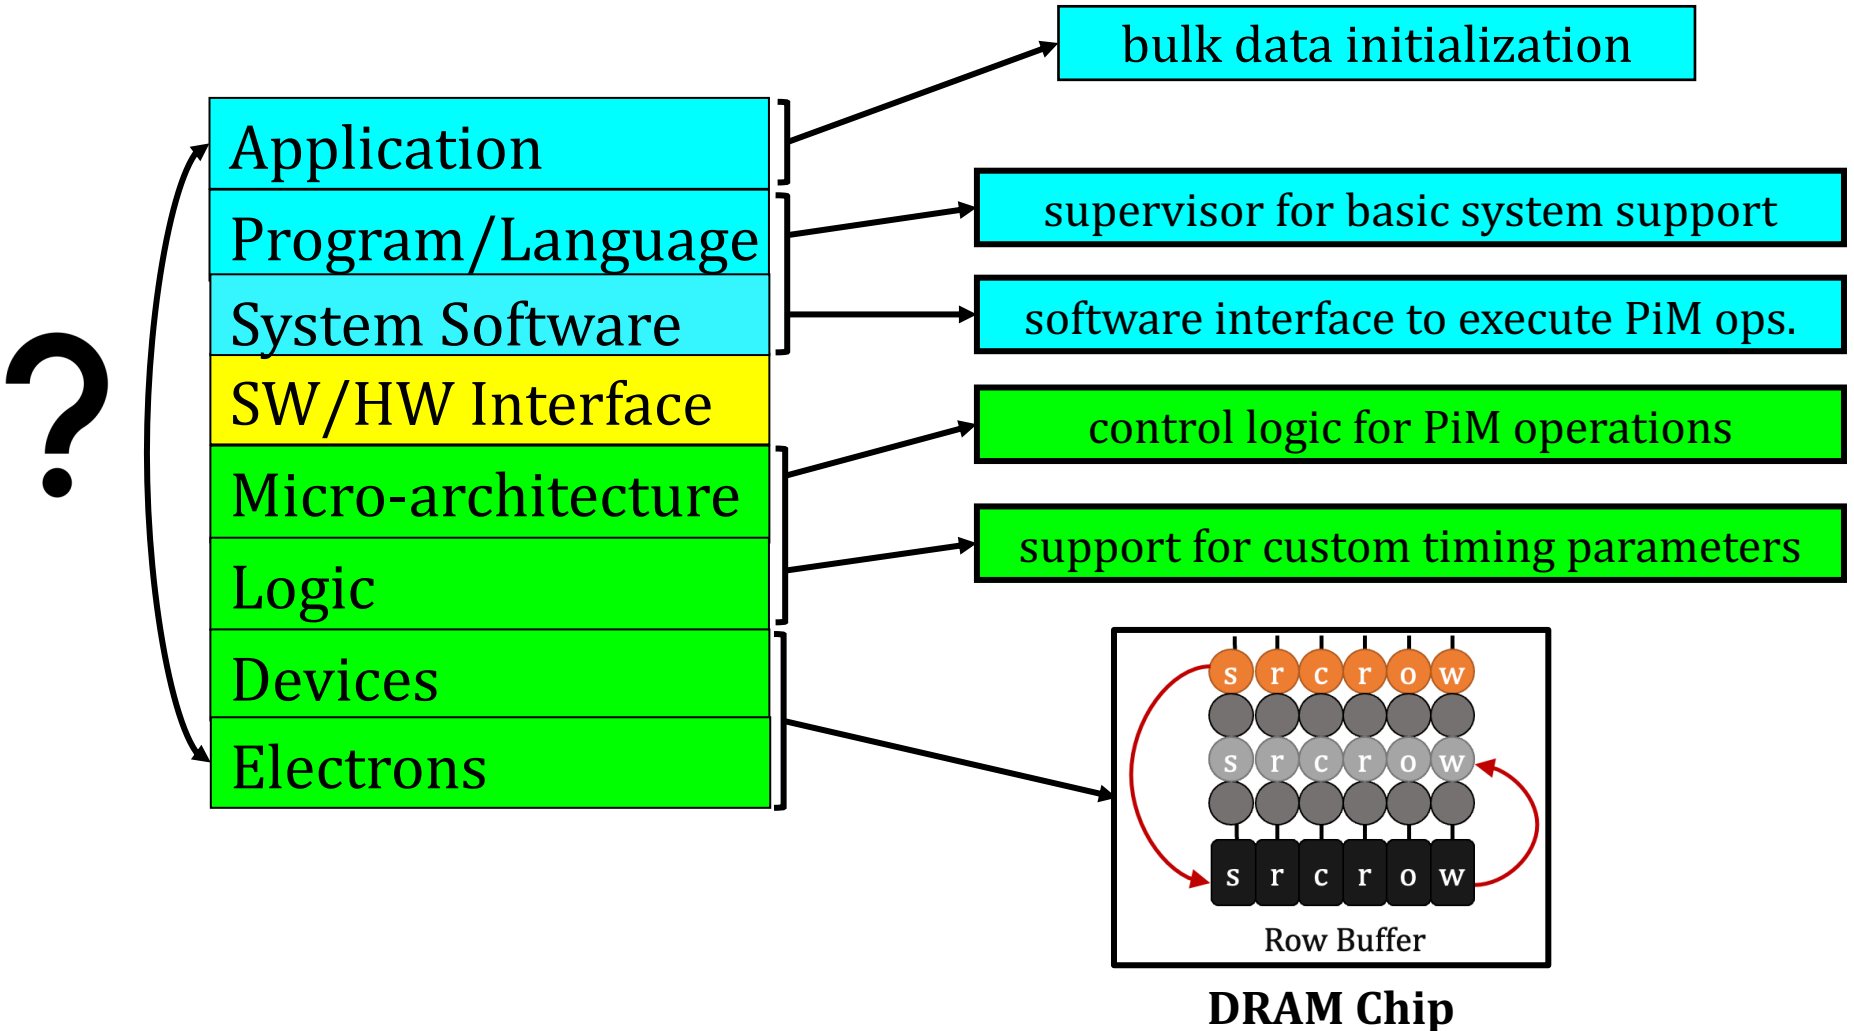 bulk data initialization
Application
Program/Language
supervisor for basic system support
System Software
software interface to execute PiM ops.
?
SW/HW Interface
control logic for PiM operations
Micro-architecture
support for custom timing parameters
Logic
Devices
Electrons
s r c r o w
s r c r o w
s r c r o w
Row Buffer
DRAM Chip